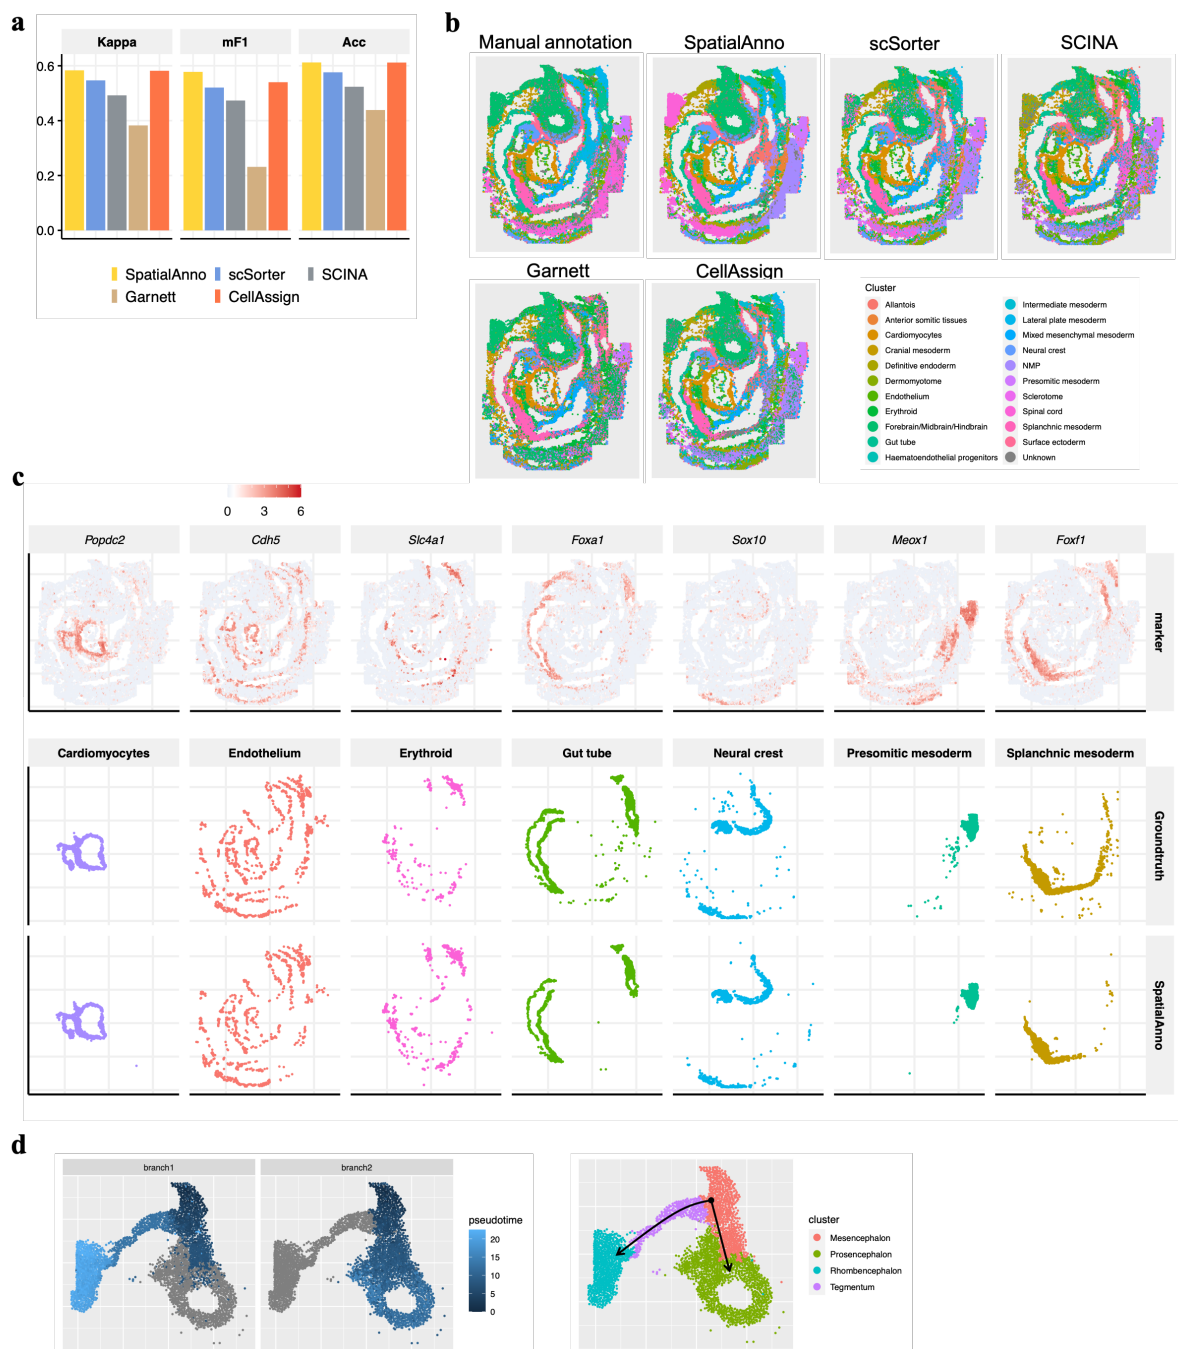 a
Kappa mF1 Acc
0.6
0.4
0.2
0.0
SpatialAnno scSorter SCINA
Garnett CellAssign
b
Manual annotation SpatialAnno scSorter SCINA
Garnett CellAssign
Cluster
Allantois
Anterior somitic tissues
Cardiomyocytes
Cranial mesoderm
Definitive endoderm
Dermomyotome
Endothelium
Erythroid
Forebrain/Midbrain/Hindbrain
Gut tube
Haematoendothelial progenitors
Intermediate mesoderm
Lateral plate mesoderm
Mixed mesenchymal mesoderm
Neural crest
NMP
Presomitic mesoderm
Sclerotome
Spinal cord
Splanchnic mesoderm
Surface ectoderm
Unknown
c
0 3 6
Popdc2 Cdh5 Slc4a1 Foxa1 Sox10 Meox1 Foxf1
marker
Cardiomyocytes Endothelium Erythroid Gut tube Neural crest Presomitic mesoderm Splanchnic mesoderm
Groundtruth
SpatialAnno
d
branch1 branch2
pseudotime
20
15
10
5
0
cluster
Mesencephalon
Prosencephalon
Rhombencephalon
Tegmentum